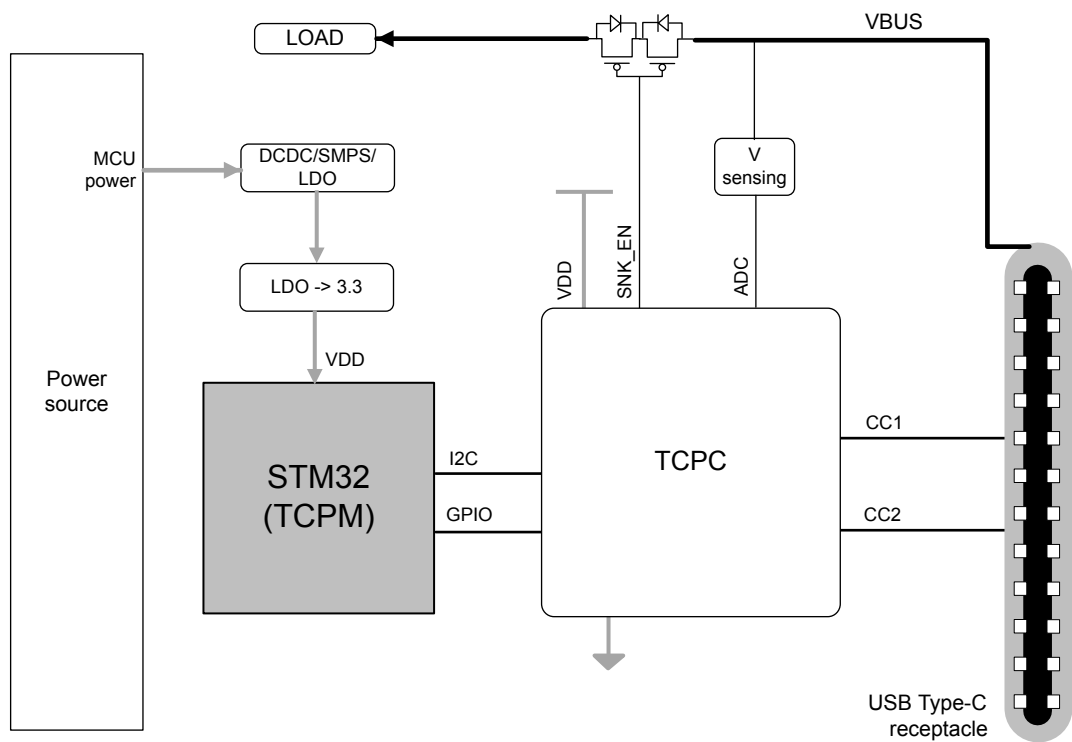 VBUS
LOAD
MCU
power
DCDC/SMPS/
LDO
V
sensing
VDD
SNK_EN
ADC
LDO -> 3.3
VDD
Power
source
STM32
(TCPM)
I2C
GPIO
TCPC
CC1
CC2
USB Type-C
receptacle